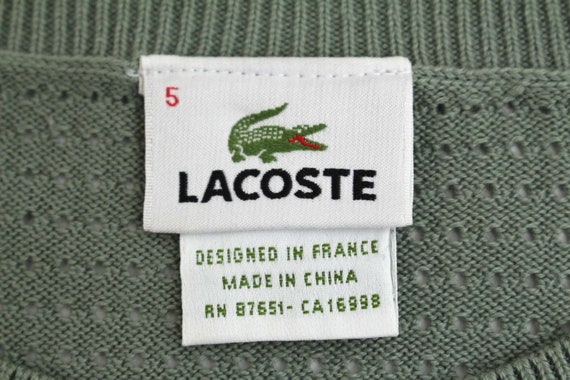 5
LACOSTE
DESIGNED IN FRANCE
MADE IN CHINA
RN 87651- CA16998